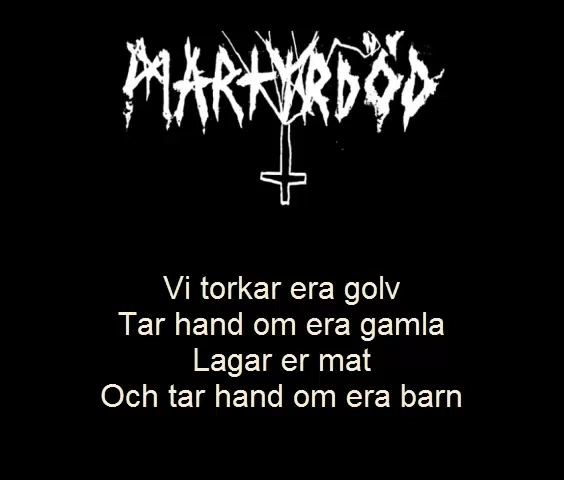 MARTYRDÖD
Vi torkar era golv
Tar hand om era gamla
Lagar er mat
Och tar hand om era barn